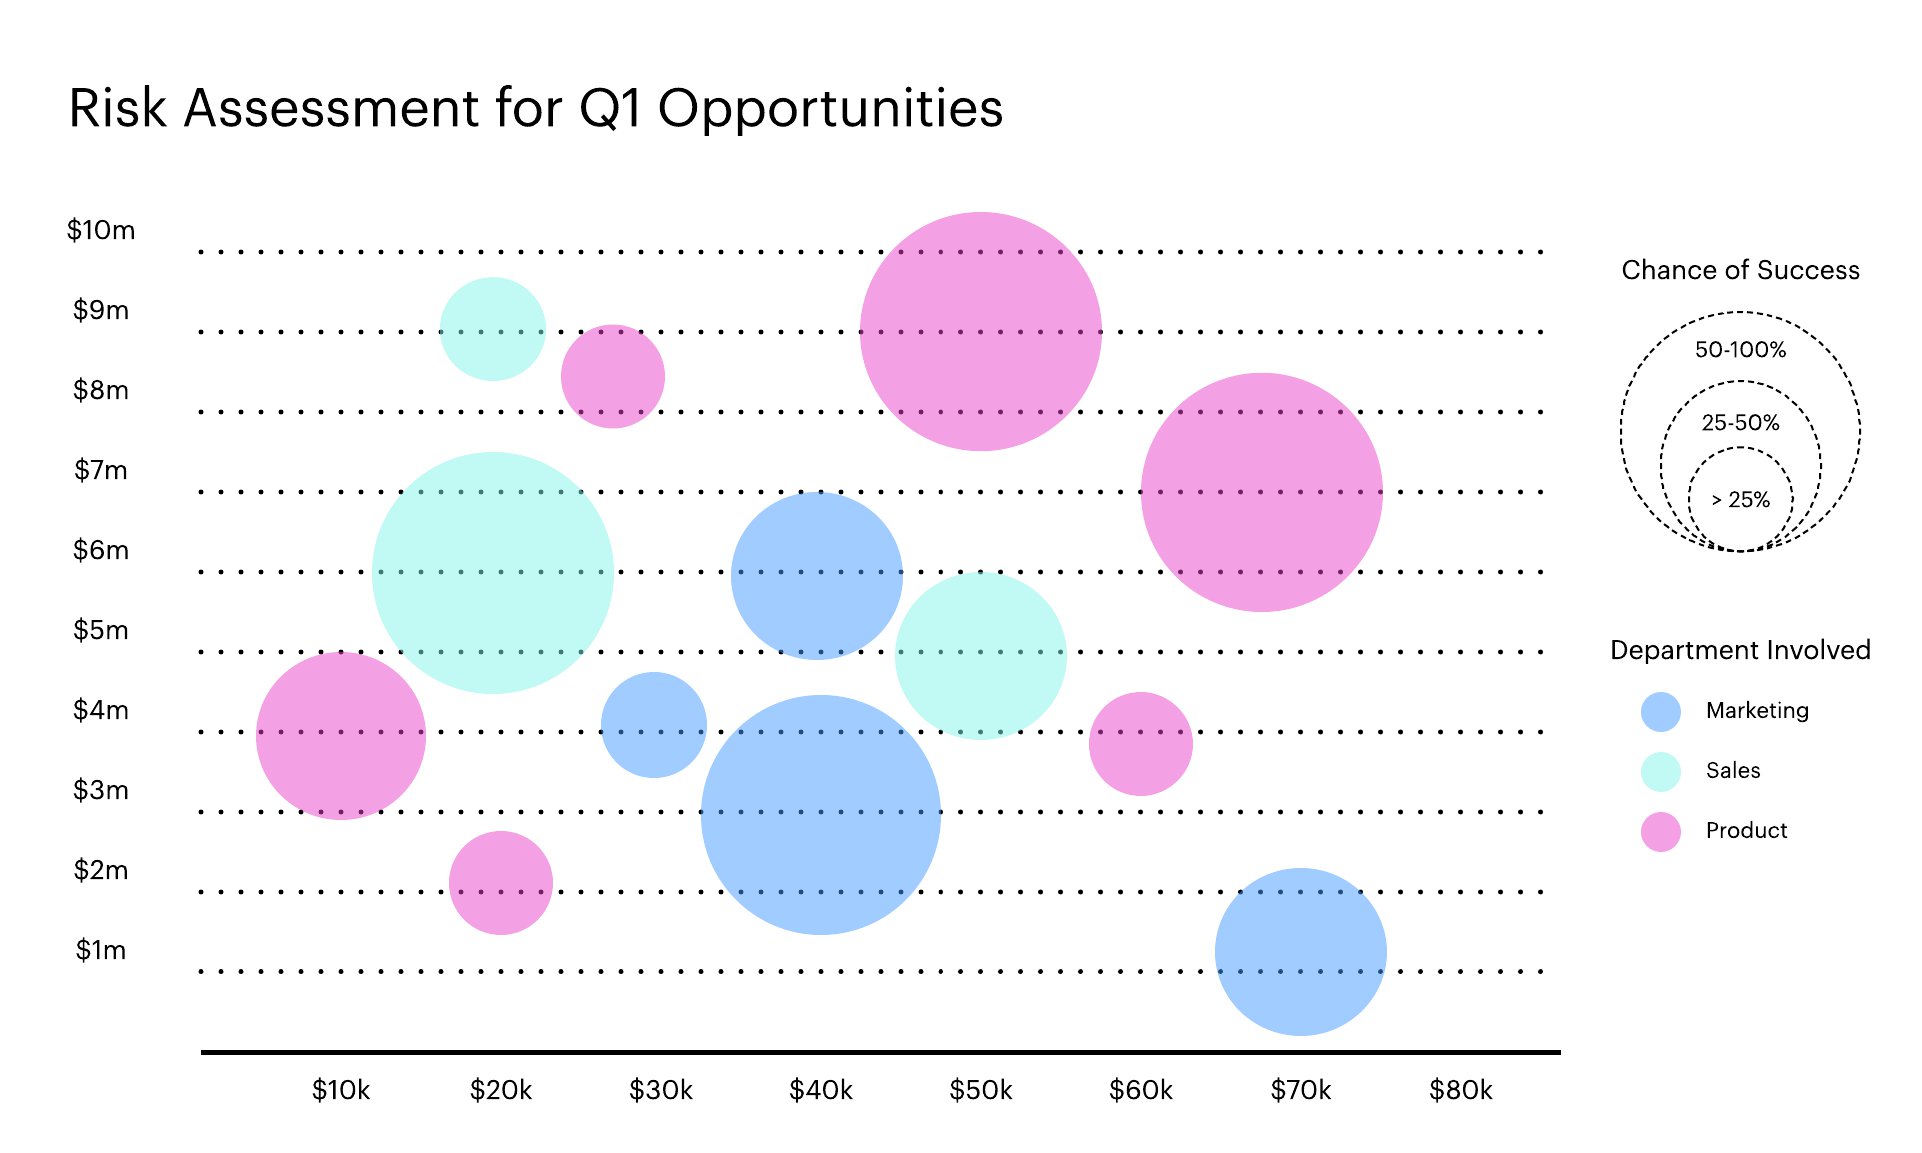 Risk Assessment for Q1 Opportunities
$10m
$9m
$8m
$7m
$6m
$5m
$4m
$3m
$2m
$1m
$10k $20k $30k $40k $50k $60k $70k $80k
Chance of Success
50-100%
25-50%
> 25%
Department Involved
Marketing
Sales
Product